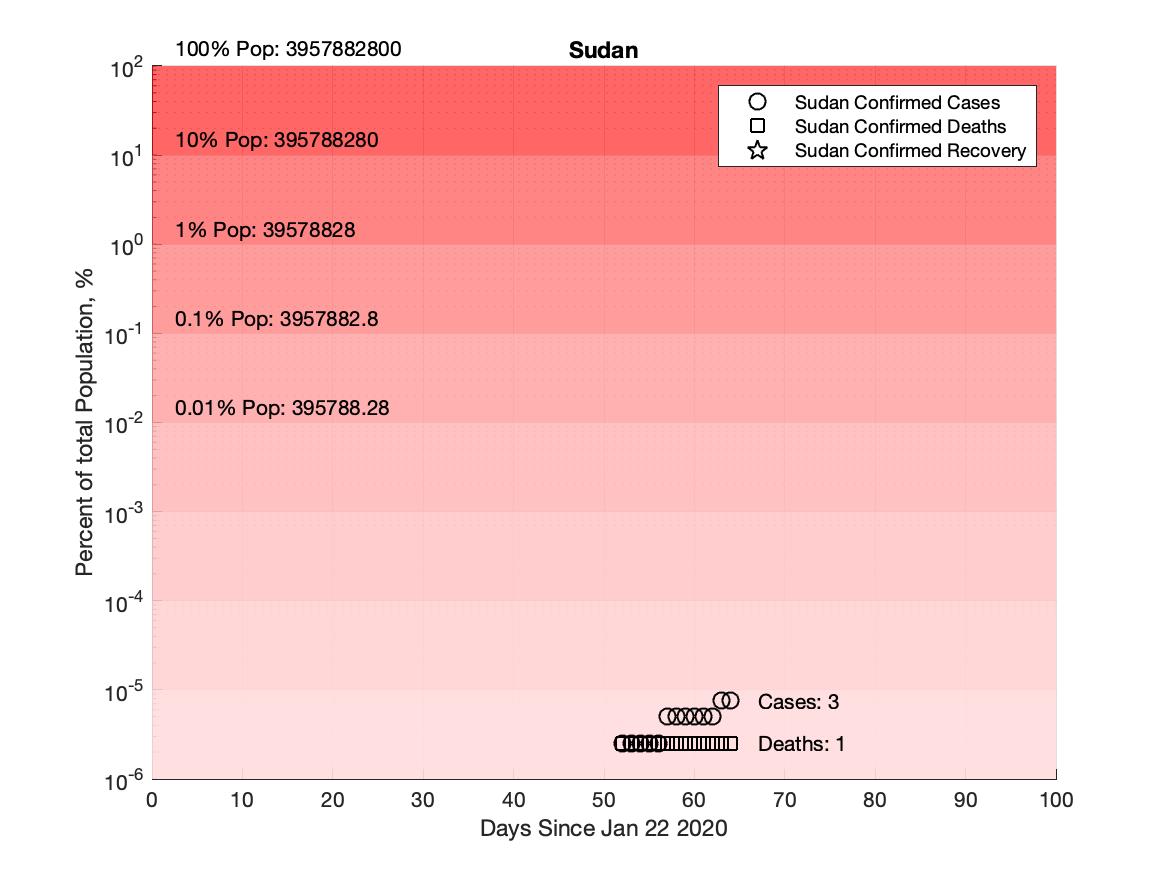 100% Pop: 3957882800
Sudan
10% Pop: 395788280
1% Pop: 39578828
0.1% Pop: 3957882.8
0.01% Pop: 395788.28
Sudan Confirmed Cases
Sudan Confirmed Deaths
Sudan Confirmed Recovery
Percent of total Population, %
10^2
10^1
10^0
10^-1
10^-2
10^-3
10^-4
10^-5
10^-6
Cases: 3
Deaths: 1
0 10 20 30 40 50 60 70 80 90 100
Days Since Jan 22 2020